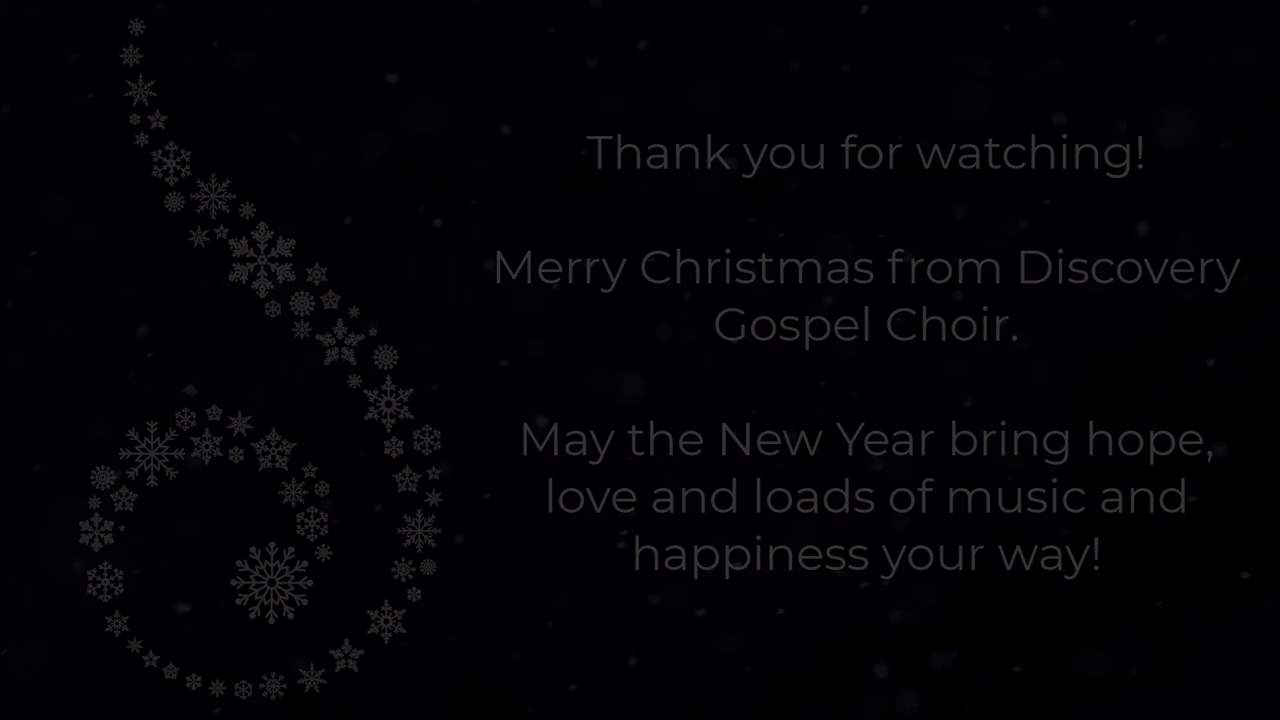 Thank you for watching!
Merry Christmas from Discovery
Gospel Choir.
May the New Year bring hope,
love and loads of music and
happiness your way!